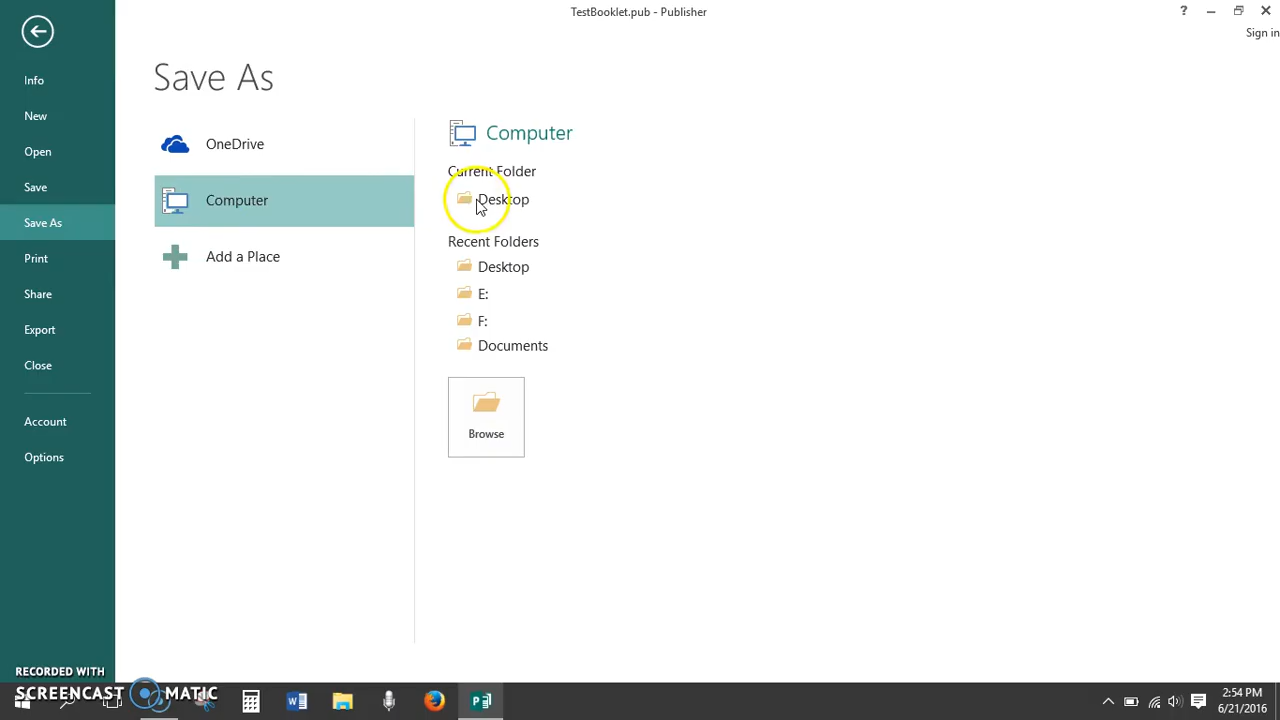 TestBooklet.pub - Publisher
?
Sign in
Info
New
Open
Save
Save As
Print
Share
Export
Close
Account
Options
Save As
OneDrive
Computer
Add a Place
Computer
Current Folder
Desktop
Recent Folders
Desktop
E:
F:
Documents
Browse
RECORDED WITH
SCREENCAST MATIC
2:54 PM
6/21/2016